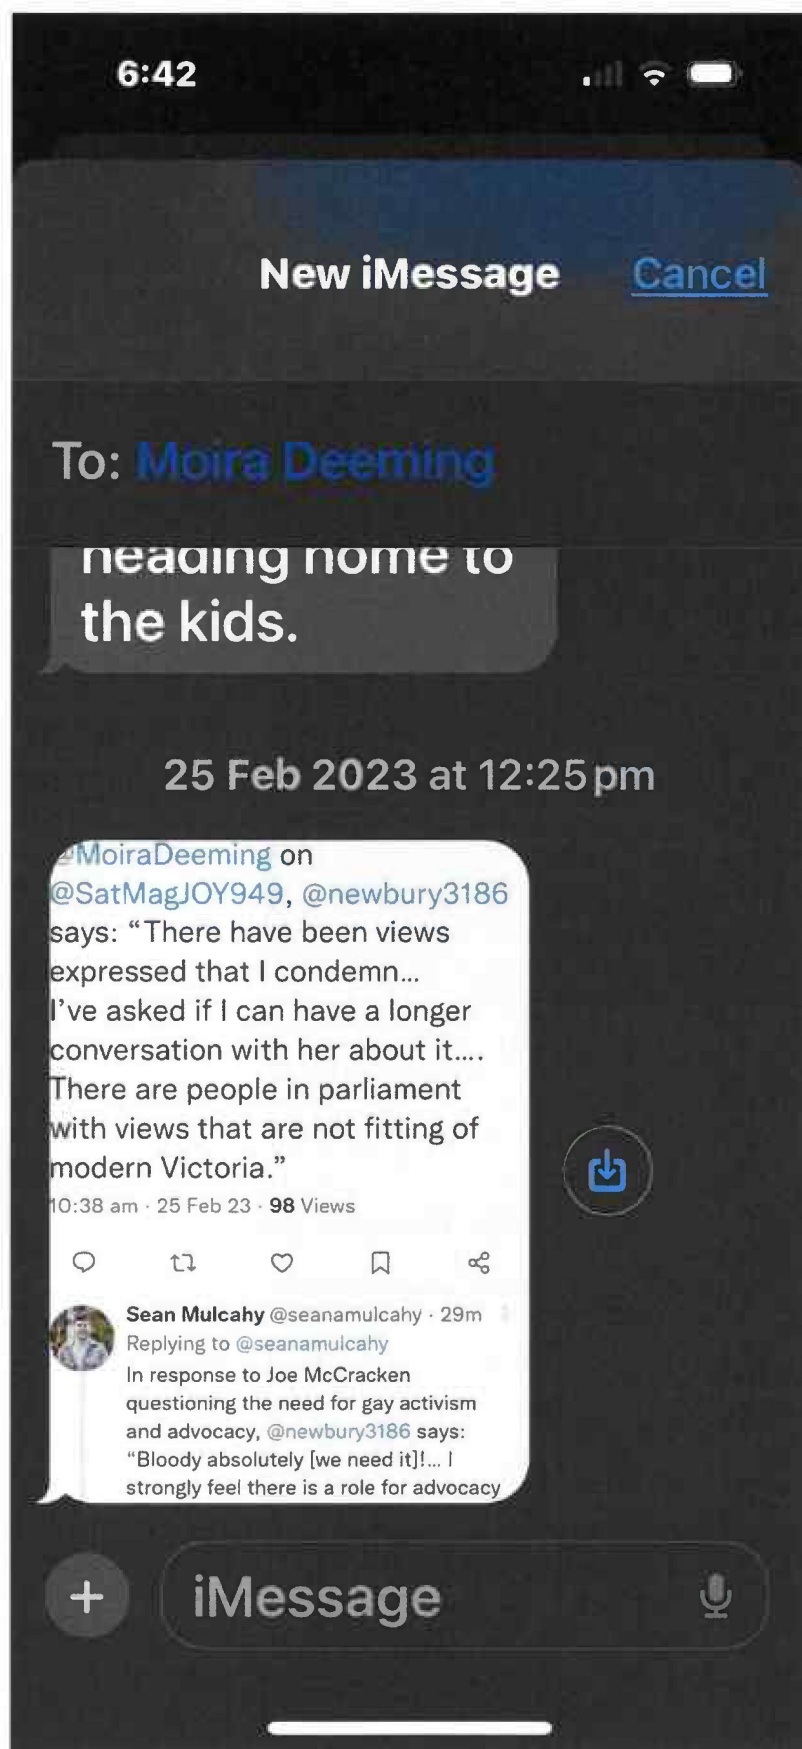 6:42
New iMessage Cancel
To: Moira Deeming
heading home to
the kids.
25 Feb 2023 at 12:25 pm
@MoiraDeeming on
@SatMagJOY949, @newbury3186
says: “There have been views
expressed that I condemn...
I’ve asked if I can have a longer
conversation with her about it....
There are people in parliament
with views that are not fitting of
modern Victoria.”
10:38 am · 25 Feb 23 · 98 Views
Sean Mulcahy @seanamulcahy · 29m
Replying to @seanamulcahy
In response to Joe McCracken
questioning the need for gay activism
and advocacy, @newbury3186 says:
“Bloody absolutely [we need it]!... I
strongly feel there is a role for advocacy
iMessage